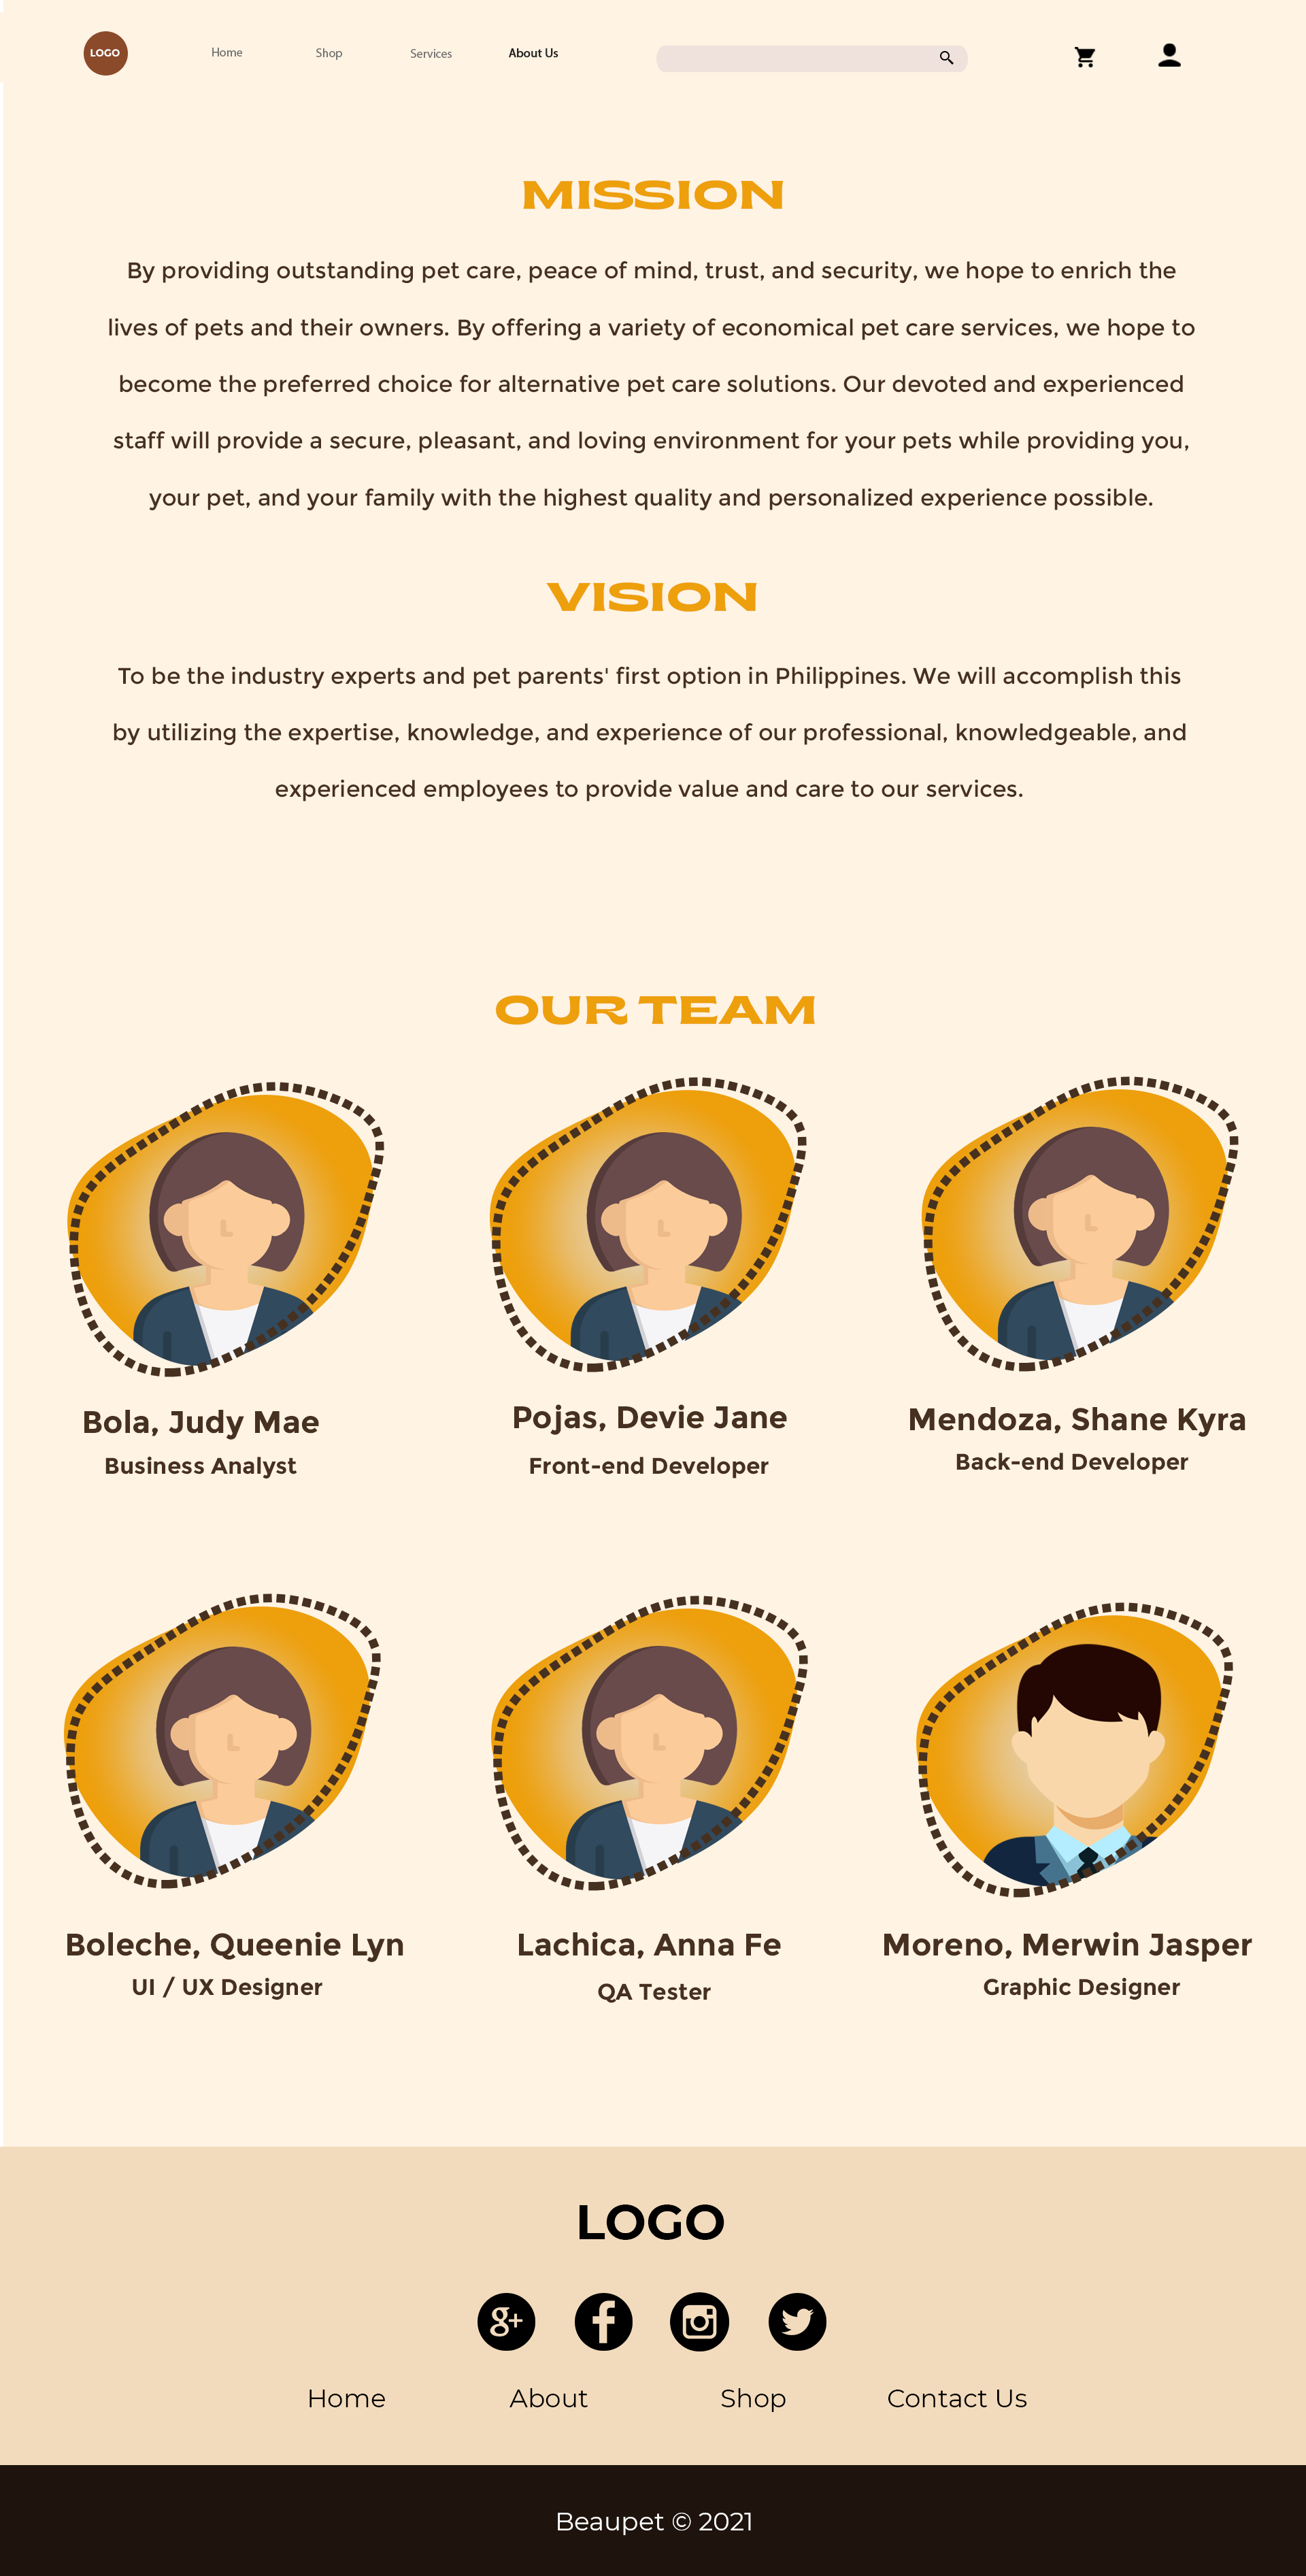 LOGO
Home
Shop
Services
About Us
MISSION
By providing outstanding pet care, peace of mind, trust, and security, we hope to enrich the
lives of pets and their owners. By offering a variety of economical pet care services, we hope to
become the preferred choice for alternative pet care solutions. Our devoted and experienced
staff will provide a secure, pleasant, and loving environment for your pets while providing you,
your pet, and your family with the highest quality and personalized experience possible.
VISION
To be the industry experts and pet parents' first option in Philippines. We will accomplish this
by utilizing the expertise, knowledge, and experience of our professional, knowledgeable, and
experienced employees to provide value and care to our services.
OUR TEAM
Bola, Judy Mae
Business Analyst
Pojas, Devie Jane
Front-end Developer
Mendoza, Shane Kyra
Back-end Developer
Boleche, Queenie Lyn
UI / UX Designer
Lachica, Anna Fe
QA Tester
Moreno, Merwin Jasper
Graphic Designer
LOGO
Home
About
Shop
Contact Us
Beaupet © 2021